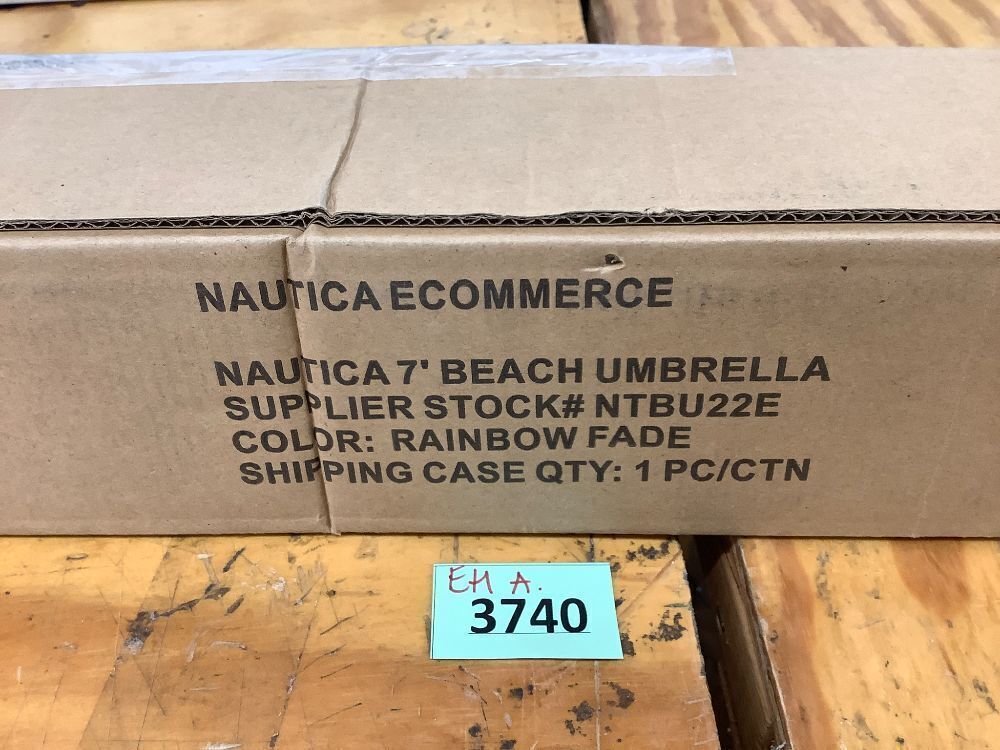 NAUTICA ECOMMERCE
NAUTICA 7' BEACH UMBRELLA
SUPPLIER STOCK# NTBU22E
COLOR: RAINBOW FADE
SHIPPING CASE QTY: 1 PC/CTN
EH A.
3740